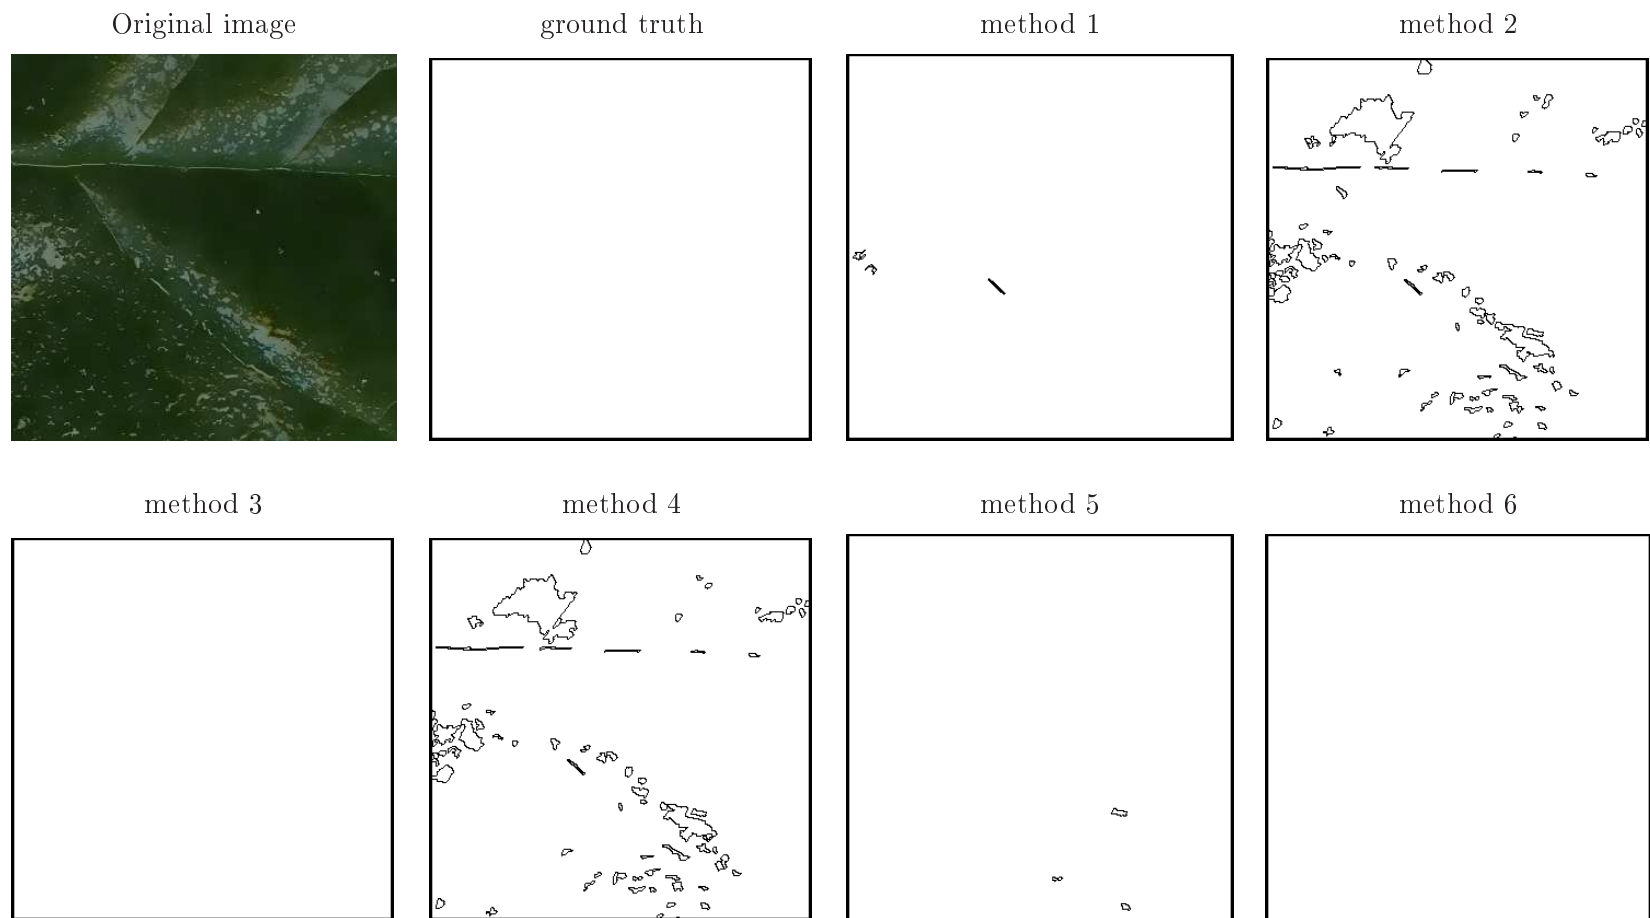 Original image
ground truth
method 1
method 2
method 3
method 4
method 5
method 6